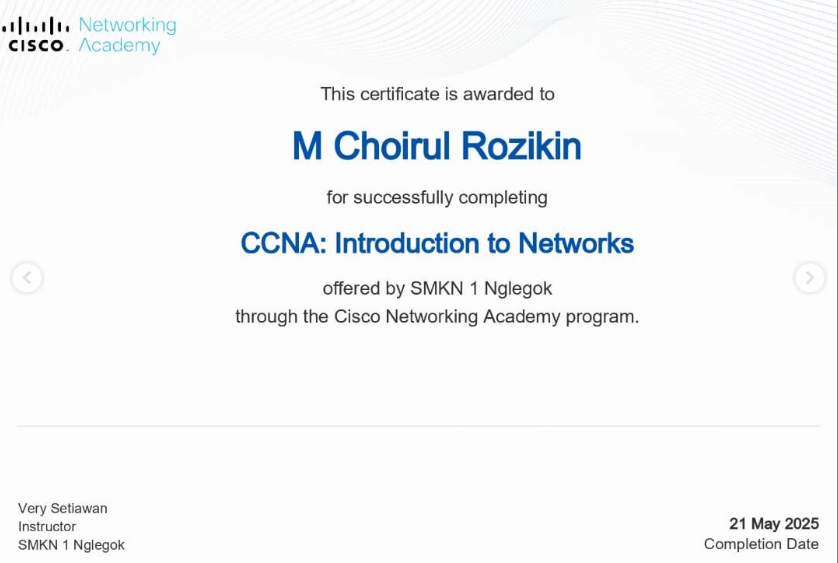 Networking
CISCO. Academy
This certificate is awarded to
M Choirul Rozikin
for successfully completing
CCNA: Introduction to Networks
offered by SMKN 1 Nglegok
through the Cisco Networking Academy program.
Very Setiawan
Instructor
SMKN 1 Nglegok
21 May 2025
Completion Date